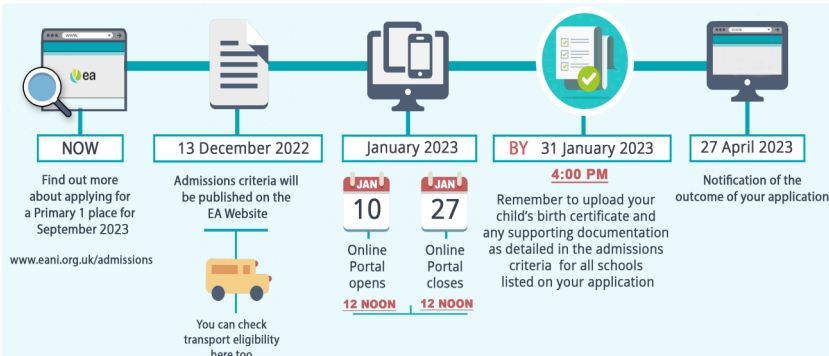 www.
ea
NOW
Find out more
about applying for
a Primary 1 place for
September 2023
www.eani.org.uk/admissions
13 December 2022
Admissions criteria will
be published on the
EA Website
You can check
transport eligibility
here too
January 2023
JAN
10
Online
Portal
opens
12 NOON
JAN
27
Online
Portal
closes
12 NOON
BY 31 January 2023
4:00 PM
Remember to upload your
child's birth certificate and
any supporting documentation
as detailed in the admissions
criteria for all schools
listed on your application
www.
27 April 2023
Notification of the
outcome of your application